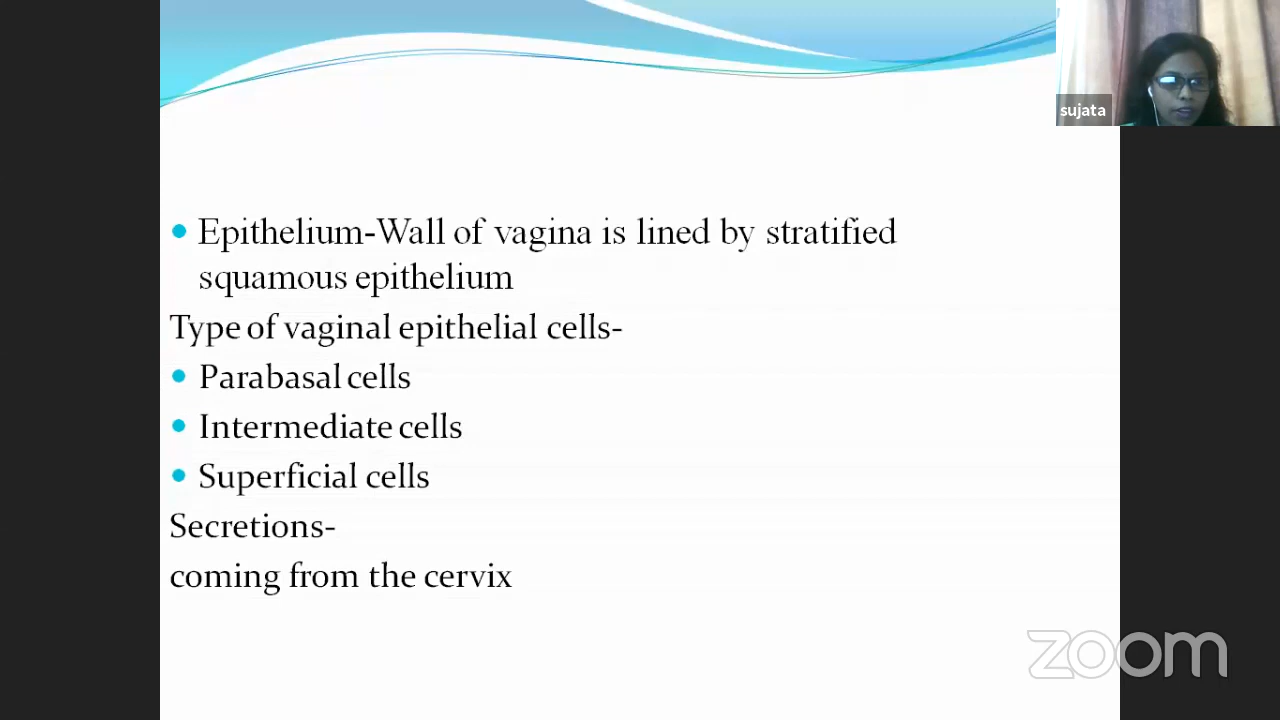 sujata
• Epithelium-Wall of vagina is lined by stratified
squamous epithelium
Type of vaginal epithelial cells-
• Parabasal cells
• Intermediate cells
• Superficial cells
Secretions-
coming from the cervix
zoom